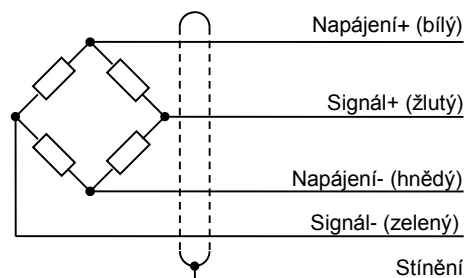 Napájení+ (bílý)
Signál+ (žlutý)
Napájení- (hnědý)
Signál- (zelený)
Stínění